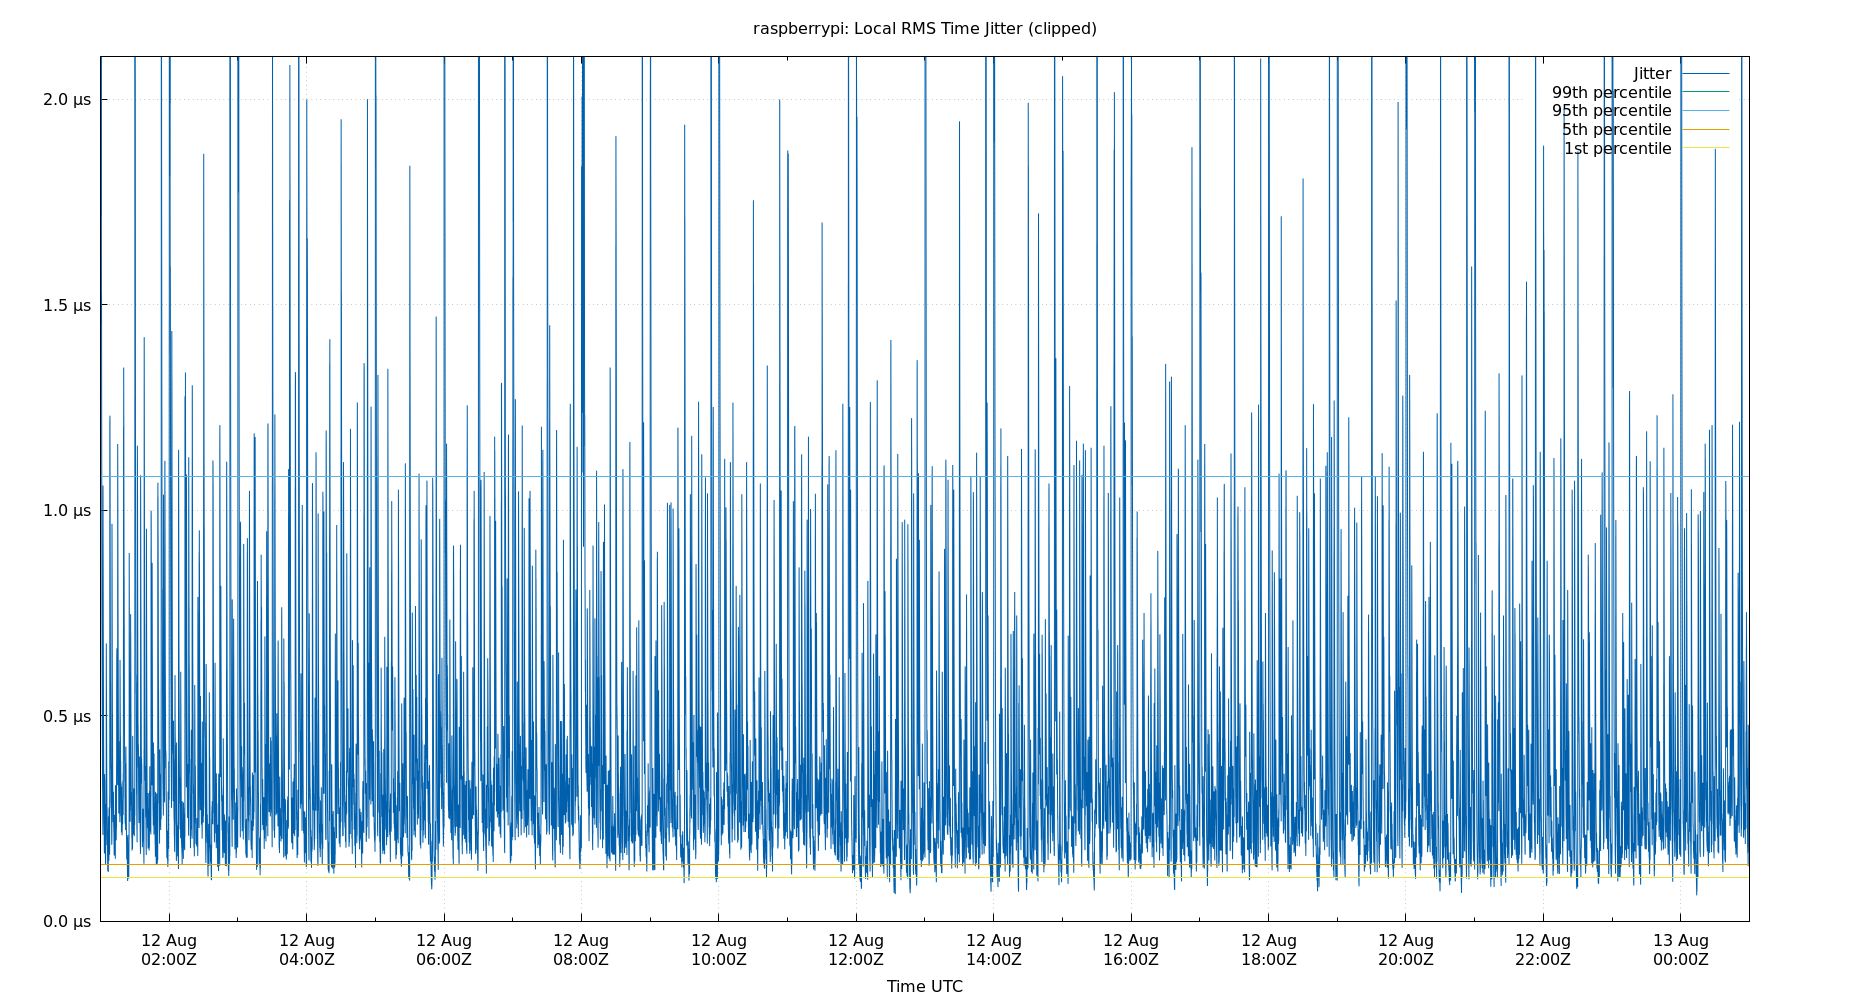 raspberrypi: Local RMS Time Jitter (clipped)
Jitter
99th percentile
95th percentile
5th percentile
1st percentile
2.0 µs
1.5 µs
1.0 µs
0.5 µs
0.0 µs
12 Aug 12 Aug 12 Aug 12 Aug 12 Aug 12 Aug 12 Aug 12 Aug 12 Aug 12 Aug 12 Aug 13 Aug
02:00Z 04:00Z 06:00Z 08:00Z 10:00Z 12:00Z 14:00Z 16:00Z 18:00Z 20:00Z 22:00Z 00:00Z
Time UTC